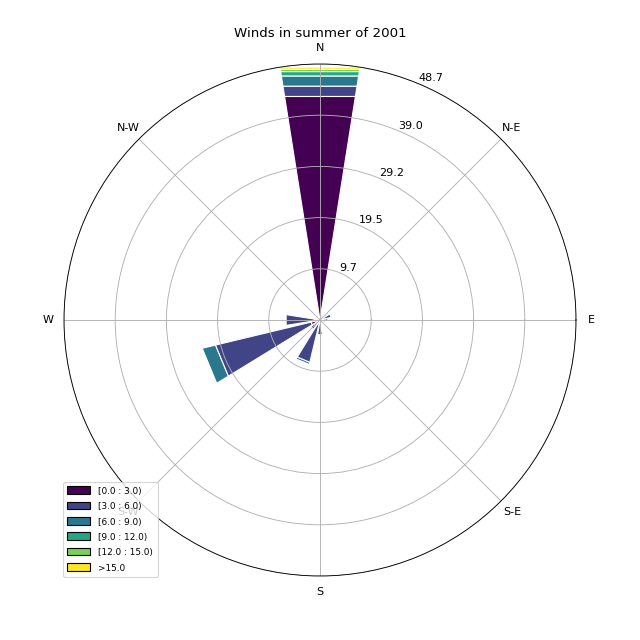 Winds in summer of 2001
N
48.7
N-W
39.0
N-E
29.2
19.5
9.7
W
E
[0.0 : 3.0)
[3.0 : 6.0)
S-W
S-E
[6.0 : 9.0)
[9.0 : 12.0)
[12.0 : 15.0)
>15.0
S